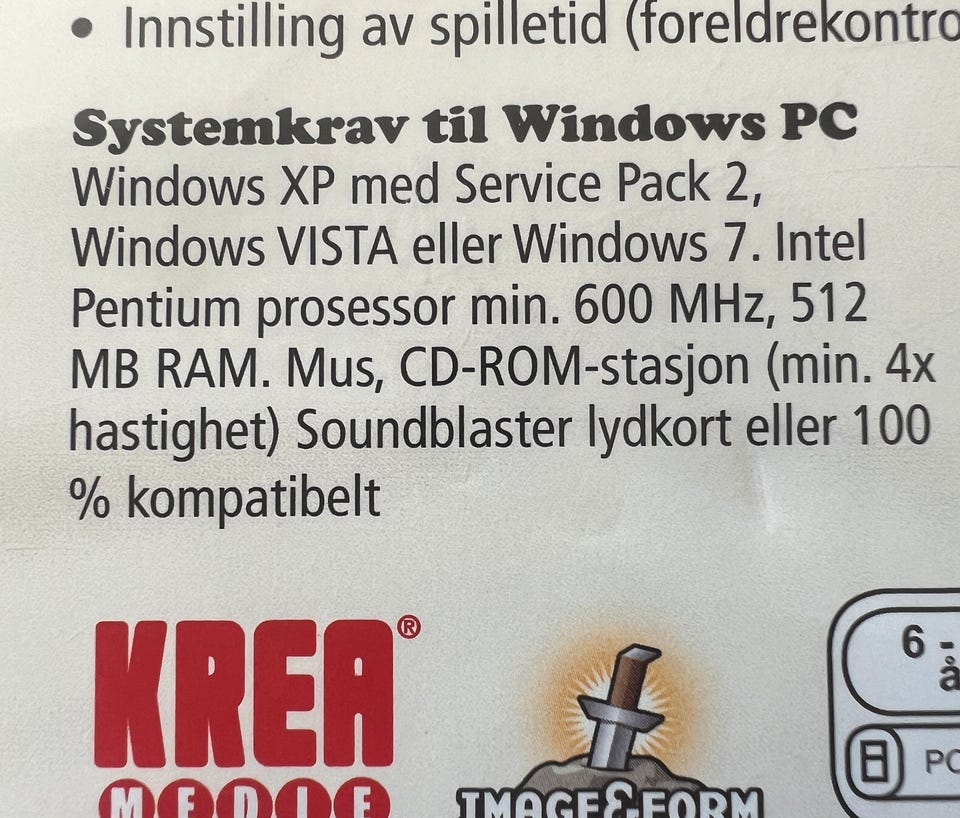 • Innstilling av spilletid (foreldrekontro
Systemkrav til Windows PC
Windows XP med Service Pack 2,
Windows VISTA eller Windows 7. Intel
Pentium prosessor min. 600 MHz, 512
MB RAM. Mus, CD-ROM-stasjon (min. 4x
hastighet) Soundblaster lydkort eller 100
% kompatibelt
KREA®
MEDIE
IMAGE&FORM
6 -
å
PC